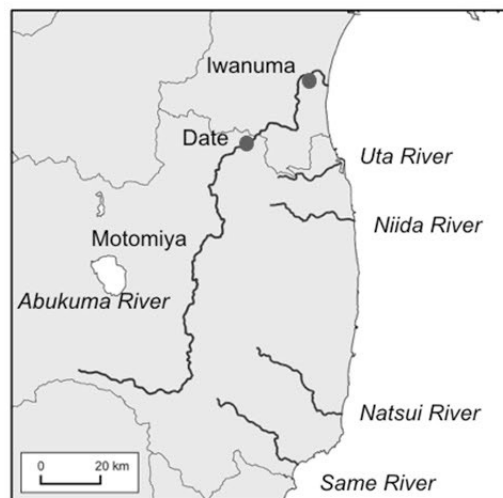 Iwanuma
Date
Uta River
Niida River
Motomiya
Abukuma River
Natsui River
0 20 km
Same River